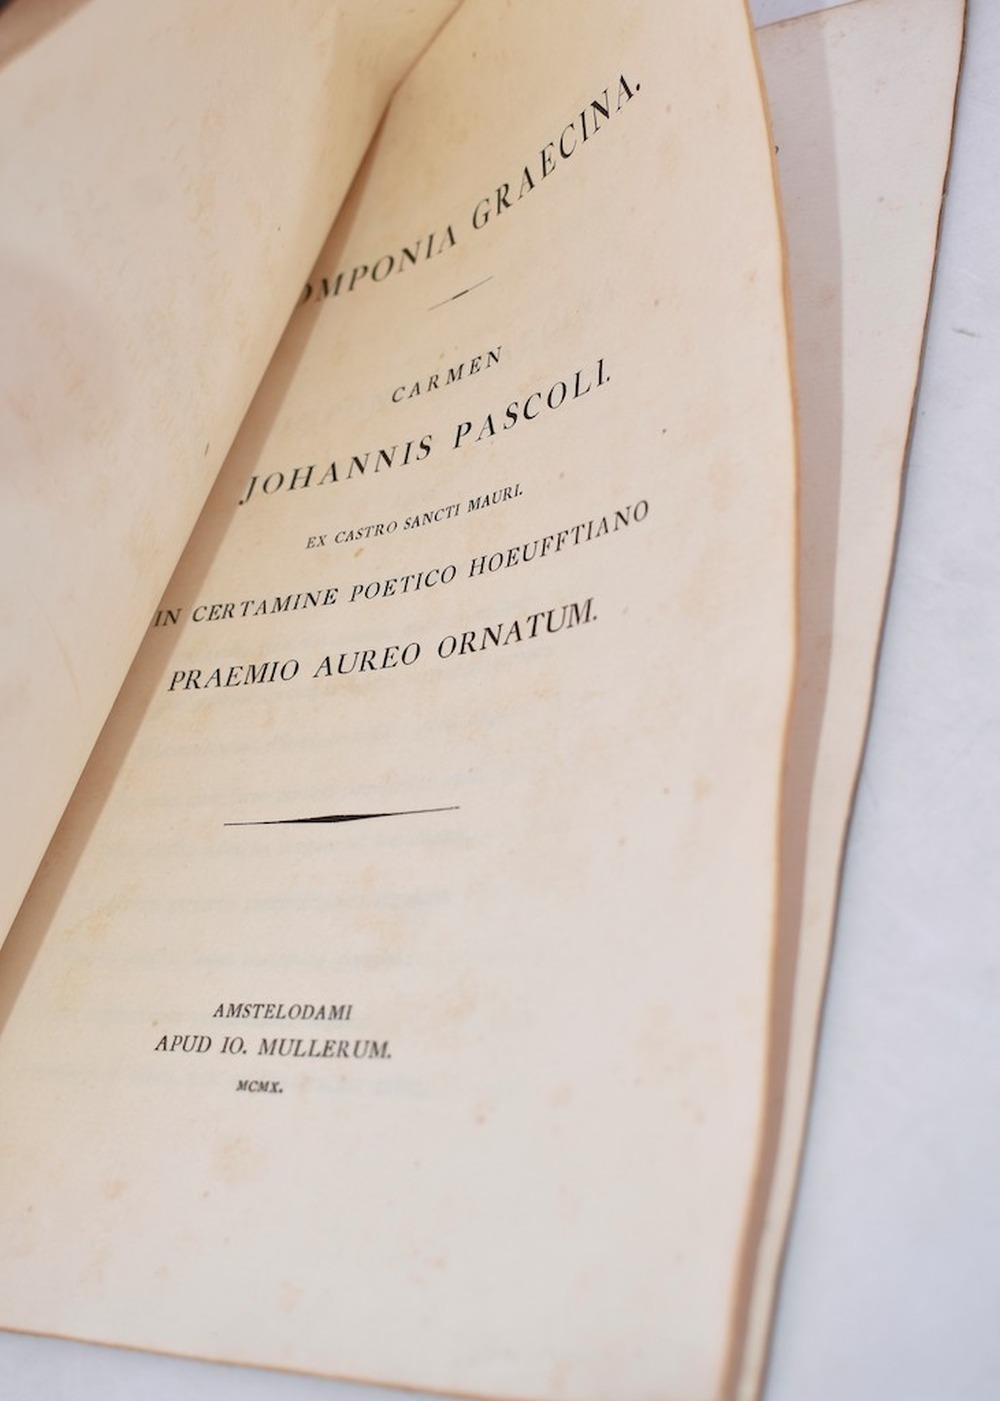 OMPONIA GRAECINA.
CARMEN
JOHANNIS PASCOLI.
EX CASTRO SANCTI MAURI.
IN CERTAMINE POETICO HOEUFFTIANO
PRAEMIO AUREO ORNATUM.
AMSTELODAMI
APUD IO. MULLERUM.
MCMX.